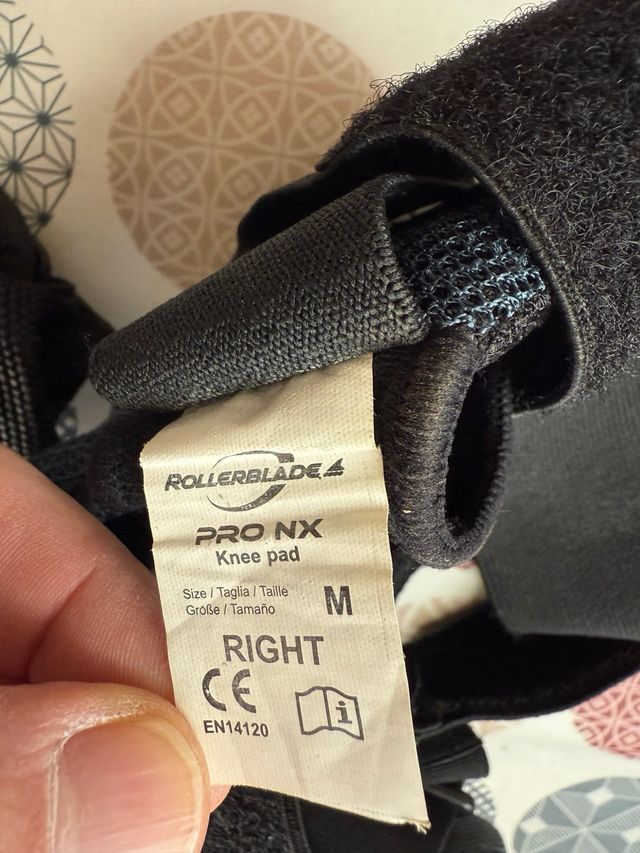 ROLLERBLADE
PRO NX
Knee pad
Size / Taglia / Taille
Größe / Tamaño
M
RIGHT
CE
EN14120
i